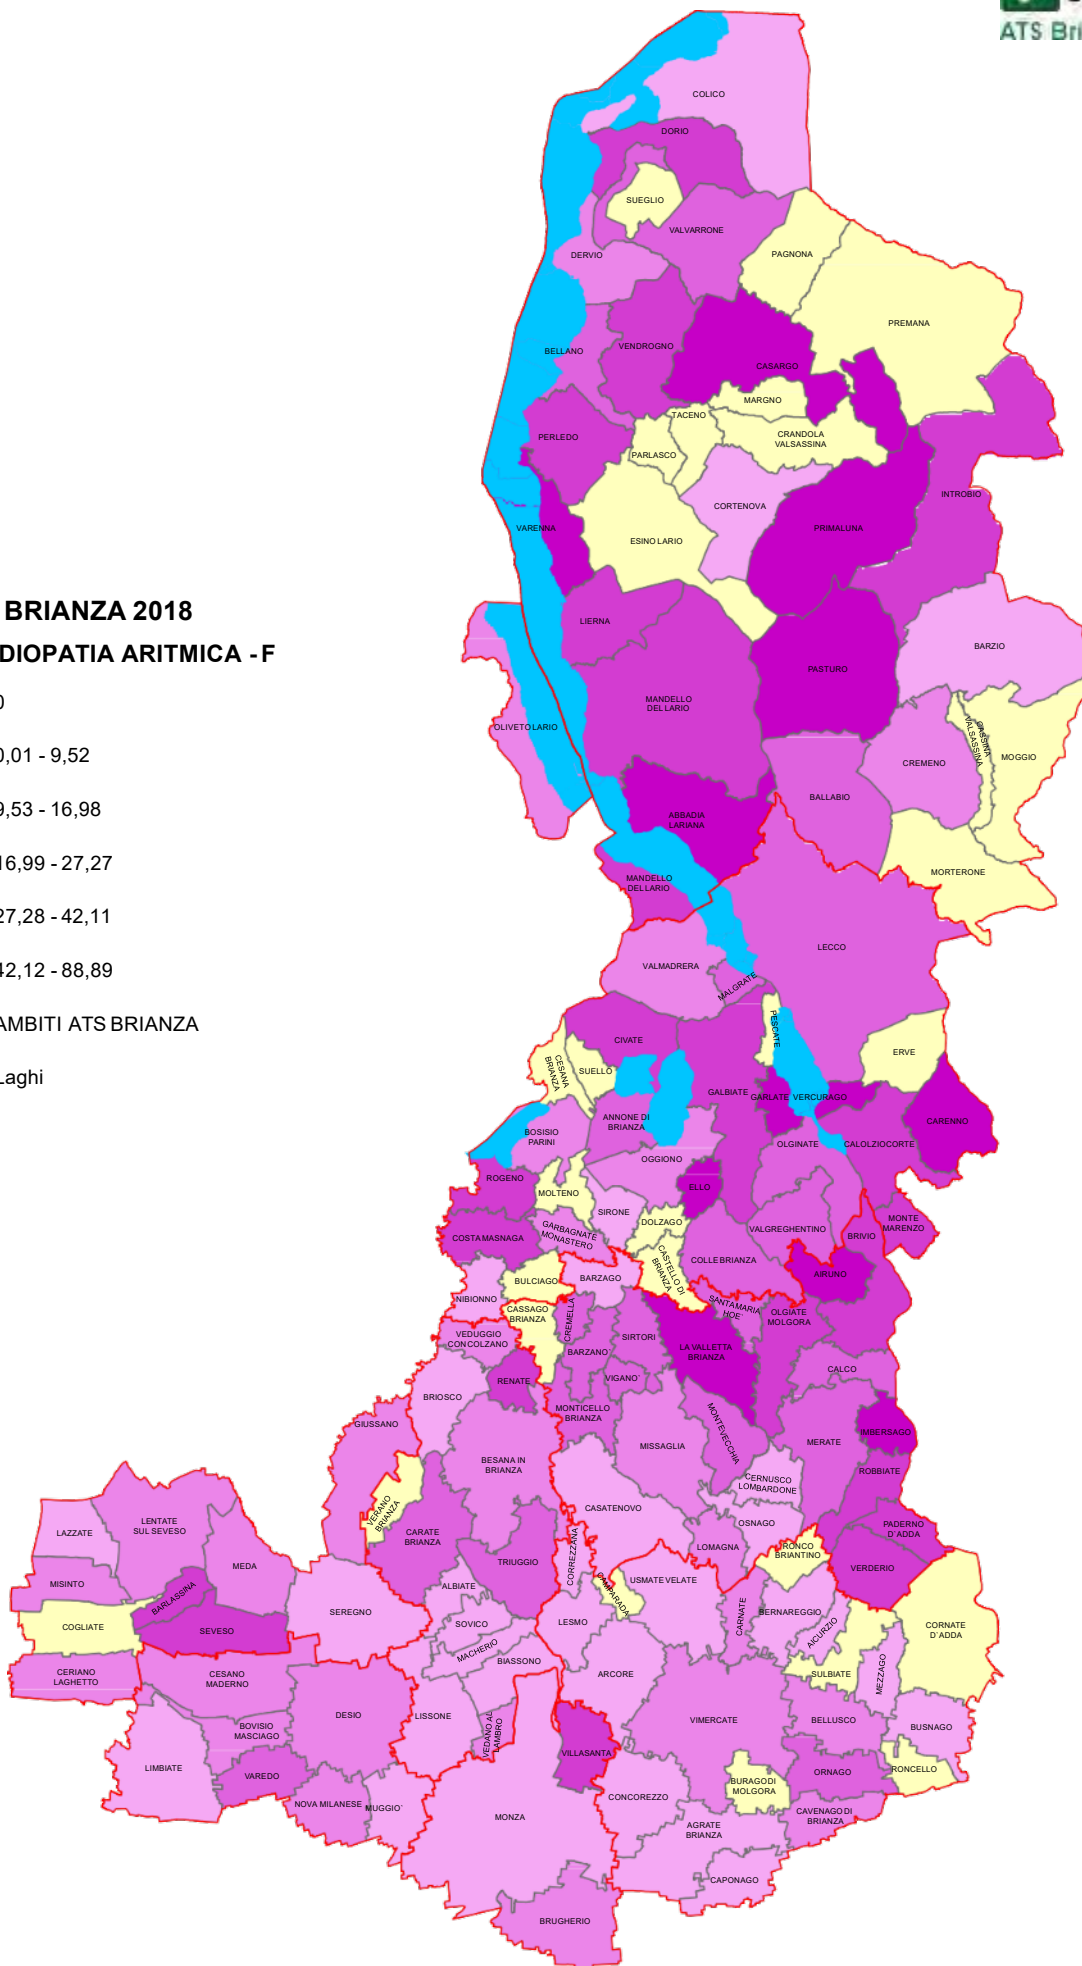 ATS Bri
BRIANZA 2018
DIOPATIA ARITMICA - F
0
0,01 - 9,52
9,53 - 16,98
16,99 - 27,27
27,28 - 42,11
42,12 - 88,89
AMBITI ATS BRIANZA
Laghi
COLICO
DORIO
SUEGLIO
VALVARRONE
DERVIO
PAGNONA
PREMANA
BELLANO
VENDROGNO
CASARGO
MARGNO
TACENO
PERLEDO
CRANDOLA
VALSASSINA
PARLASCO
INTROBIO
CORTENOVA
VARENNA
PRIMALUNA
ESINO LARIO
LIERNA
BARZIO
PASTURO
MANDELLO
DEL LARIO
OLIVETO LARIO
CASSINA
VALSASSINA
MOGGIO
CREMENO
BALLABIO
ABBADIA
LARIANA
MORTERONE
MANDELLO
DEL LARIO
LECCO
VALMADRERA
MALGRATE
PESCATE
CIVATE
ERVE
CESANA
BRIANZA
SUELLO
GALBIATE
GARLATE
VERCURACO
ANNONE DI
BRIANZA
CARENNO
BOSISIO
PARINI
OLGINATE
CALOLZIOCORTE
OGGIONO
ROGENO
ELLO
MOLTENO
SIRONE
DOLZAGO
MONTE
MARENZO
GARBAGNATE
MONASTERO
VALGREGHENTINO
BRIVIO
COSTA MASNAGA
COLLE BRIANZA
CASTELLO DI
BRIANZA
AIRUNO
BULCIAGO
BARZAGO
NIBIONNO
CASSAGO
BRIANZA
SANTA MARIA
HOE`
OLGIATE
MOLGORA
CREMELLA
VEDUGGIO
CON COLZANO
SIRTORI
BARZANO`
LA VALLETTA
BRIANZA
CALCO
RENATE
VIGANO`
BRIOSCO
MONTICELLO
BRIANZA
MONTEVECCHIA
GIUSSANO
IMBERSAGO
MERATE
MISSAGLIA
BESANA IN
BRIANZA
ROBBIATE
CERNUSCO
LOMBARDONE
VERANO
BRIANZA
CASATENOVO
OSNAGO
PADERNO
D`ADDA
LENTATE
SUL SEVESO
LAZZATE
CARATE
BRIANZA
LOMAGNA
RONCO
BRIANTINO
CORREZZANA
TRIUGGIO
VERDERIO
MEDA
MISINTO
USMATE VELATE
CAMPARADA
ALBIATE
BARLASSINA
SEREGNO
LESMO
CARNATE
BERNAREGGIO
SOVICO
AICURZIO
CORNATE
D`ADDA
COGLIATE
SEVESO
MACHERIO
BIASSONO
CERIANO
LAGHETTO
CESANO
MADERNO
ARCORE
SULBIATE
MEZZAGO
DESIO
LISSONE
VEDANO AL
LAMBRO
VIMERCATE
BELLUSCO
BUSNAGO
BOVISIO
MASCIAGO
VILLASANTA
LIMBIATE
VAREDO
ORNAGO
RONCELLO
BURAGO DI
MOLGORA
NOVA MILANESE
MUGGIO`
CONCOREZZO
CAVENAGO DI
BRIANZA
MONZA
AGRATE
BRIANZA
CAPONAGO
BRUGHERIO